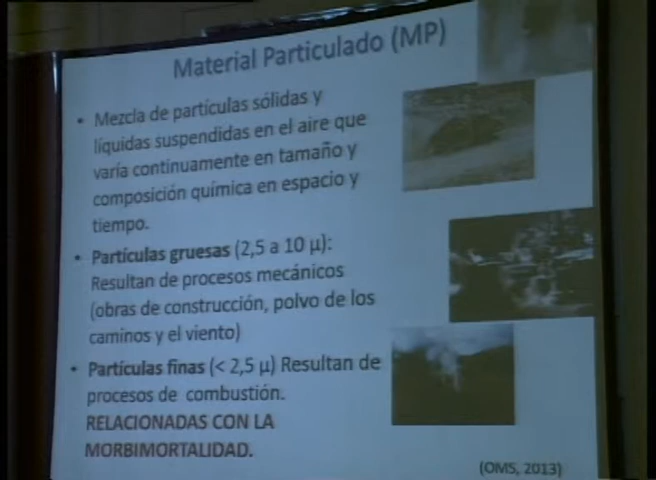 Material Particulado (MP)
• Mezcla de partículas sólidas y
líquidas suspendidas en el aire que
varía continuamente en tamaño y
composición química en espacio y
tiempo.
• Partículas gruesas (2,5 a 10 µ):
Resultan de procesos mecánicos
(obras de construcción, polvo de los
caminos y el viento)
• Partículas finas (< 2,5 µ) Resultan de
procesos de combustión.
RELACIONADAS CON LA
MORBIMORTALIDAD.
(OMS, 2013)